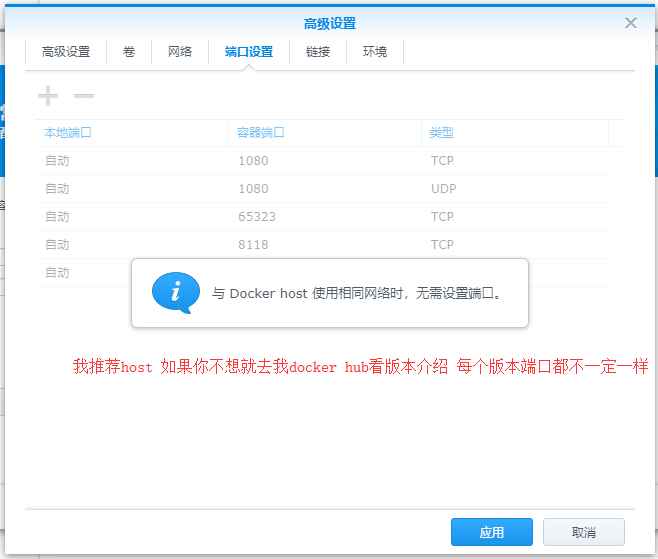 高级设置
高级设置 卷 网络 端口设置 链接 环境
本地端口 容器端口 类型
自动 1080 TCP
自动 1080 UDP
自动 65323 TCP
自动 8118 TCP
自动
与 Docker host 使用相同网络时，无需设置端口。
我推荐host 如果你不想就去我docker hub看版本介绍 每个版本端口都不一定一样
应用 取消